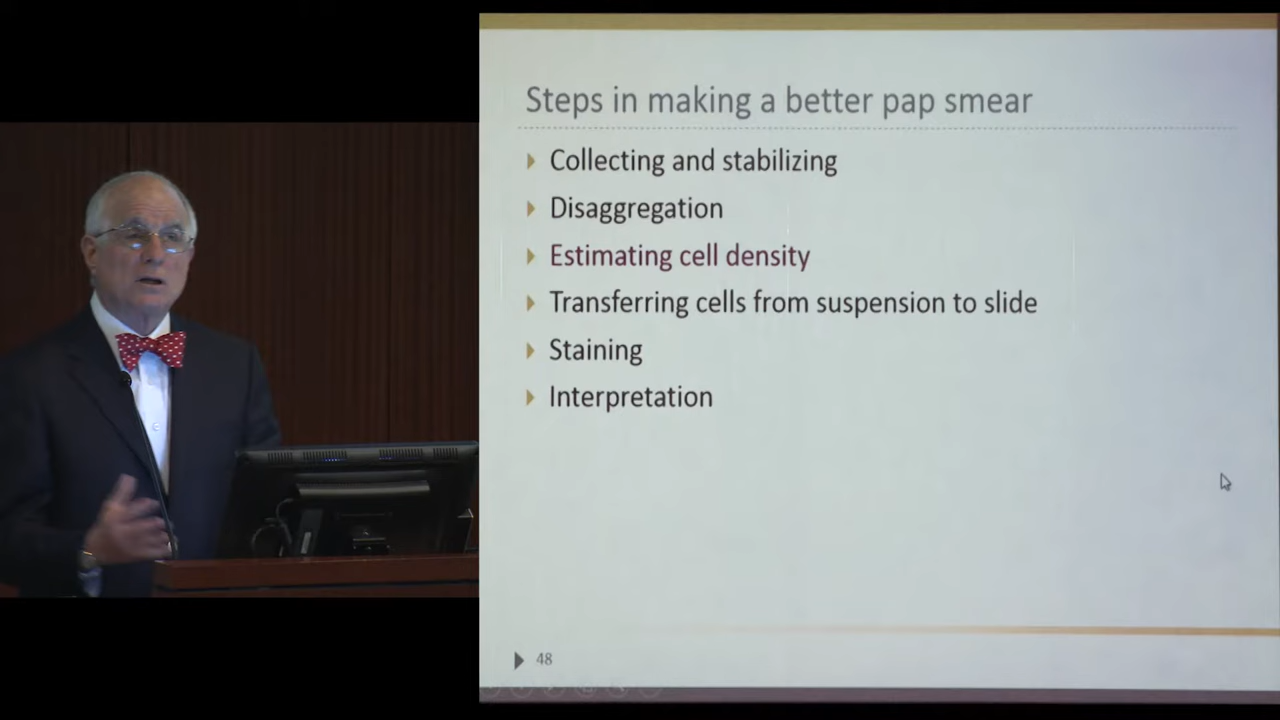 Steps in making a better pap smear
Collecting and stabilizing
Disaggregation
Estimating cell density
Transferring cells from suspension to slide
Staining
Interpretation
48